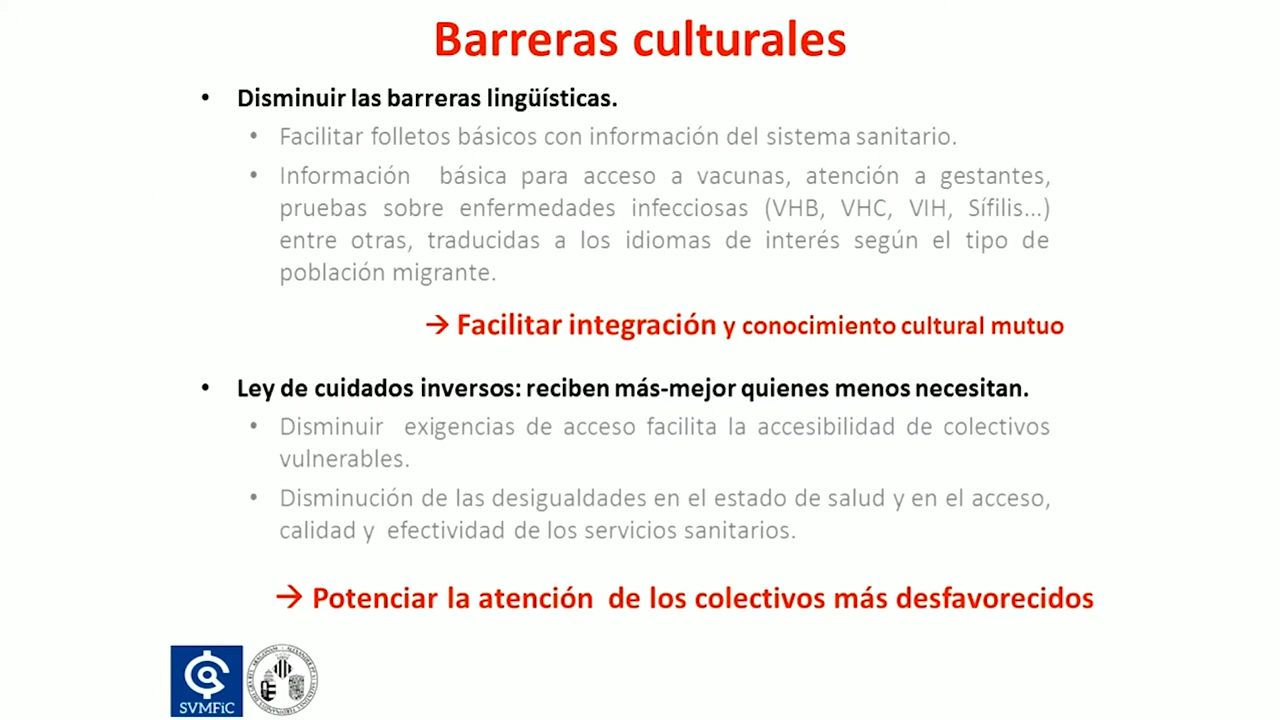 Barreras culturales
• Disminuir las barreras lingüísticas.
• Facilitar folletos básicos con información del sistema sanitario.
• Información básica para acceso a vacunas, atención a gestantes,
pruebas sobre enfermedades infecciosas (VHB, VHC, VIH, Sífilis...)
entre otras, traducidas a los idiomas de interés según el tipo de
población migrante.
→ Facilitar integración y conocimiento cultural mutuo
• Ley de cuidados inversos: reciben más-mejor quienes menos necesitan.
• Disminuir exigencias de acceso facilita la accesibilidad de colectivos
vulnerables.
• Disminución de las desigualdades en el estado de salud y en el acceso,
calidad y efectividad de los servicios sanitarios.
→ Potenciar la atención de los colectivos más desfavorecidos
SVMFiC